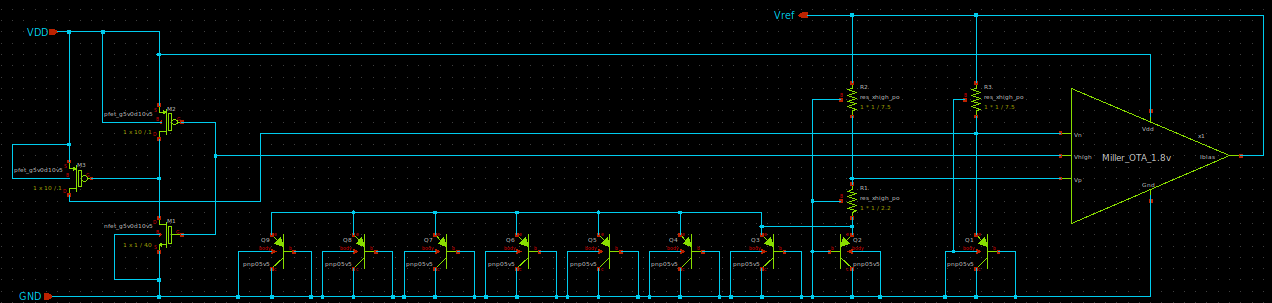 Vref
VDD
R2
res_xhigh_po
1 * 1 / 7.5
R3
res_xhigh_po
1 * 1 / 7.5
M2
pfet_g5v0d10v5
1 x 10 / 1
x1
Vdd
Vn
Vhigh
Miller_OTA_1.8v
Ibias
Vp
Gnd
M3
pfet_g5v0d10v5
1 x 10 / 1
R1
res_xhigh_po
1 * 1 / 2.2
M1
nfet_g5v0d10v5
1 x 1 / 40
Q9
Q8
Q7
Q6
Q5
Q4
Q3
Q2
Q1
pnp05v5
pnp05v5
pnp05v5
pnp05v5
pnp05v5
pnp05v5
pnp05v5
pnp05v5
pnp05v5
GND